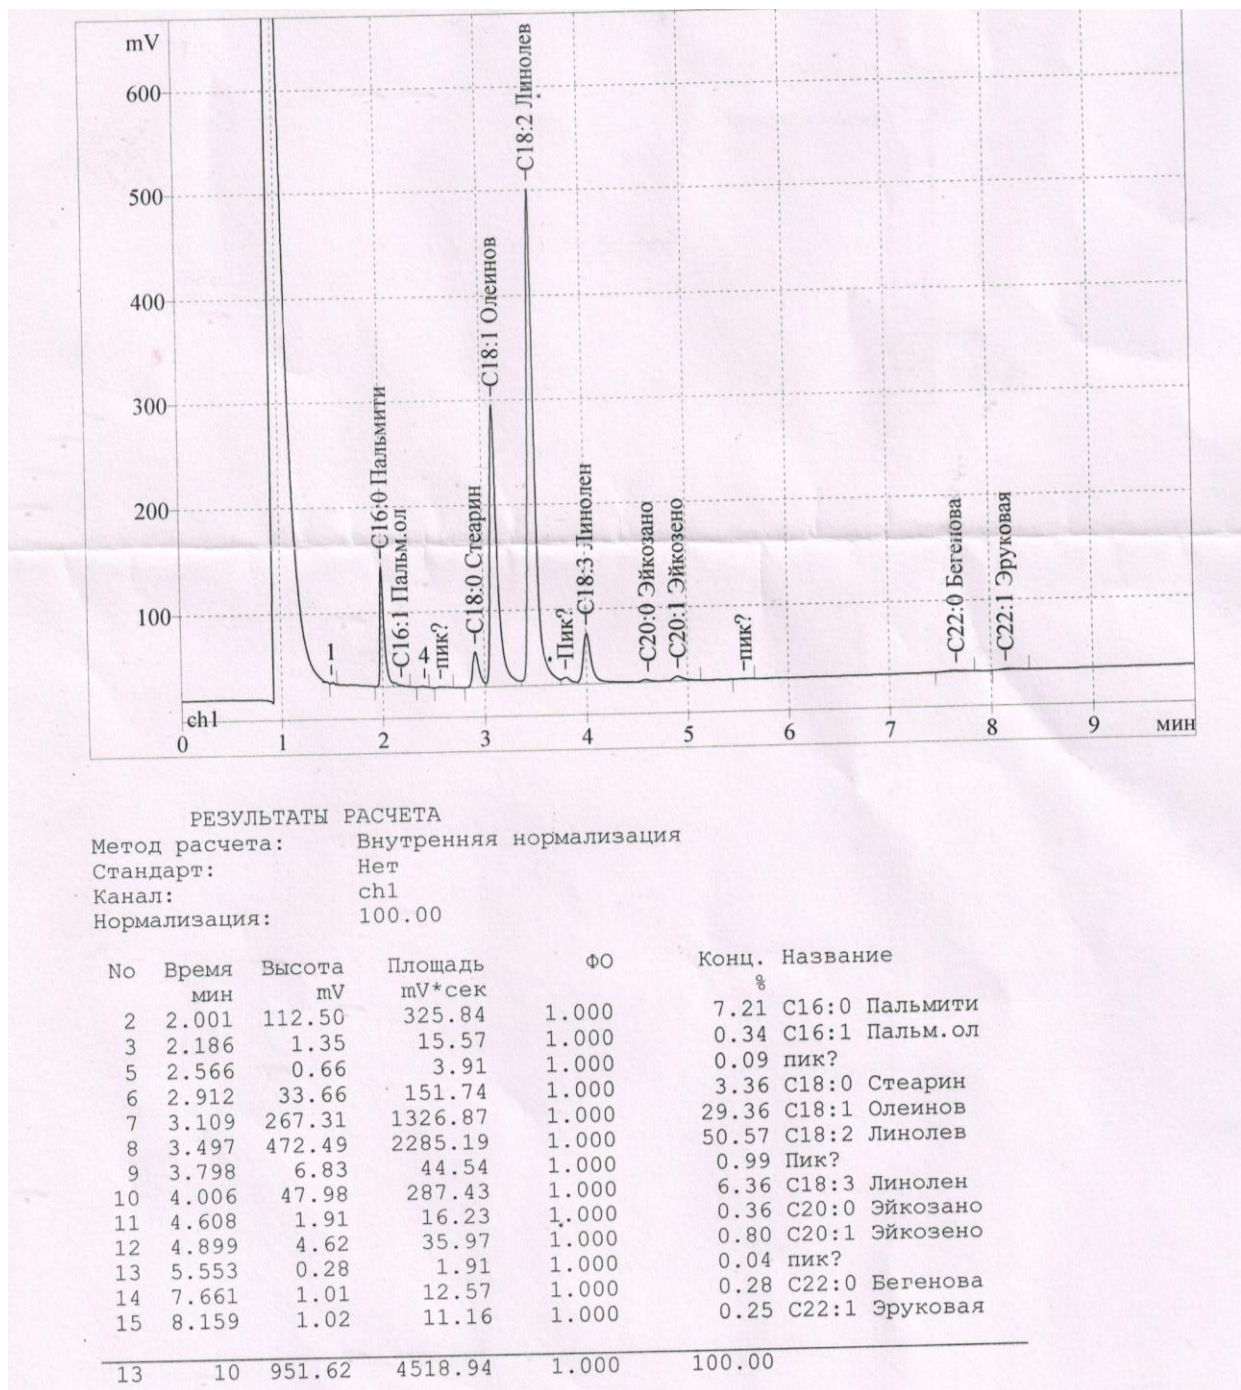 mV
600
500
400
300
200
100
C18:2 Линолев
C18:1 Олеинов
C16:0 Пальмити
C16:1 Пальм.ол
C18:0 Стеарин
C18:3 Линолен
C20:0 Эйкозано
C20:1 Эйкозено
C22:0 Бегенова
C22:1 Эруковая
1
4
пик?
Пик?
пик?
ch1
0 1 2 3 4 5 6 7 8 9 мин
РЕЗУЛЬТАТЫ РАСЧЕТА
Метод расчета: Внутренняя нормализация
Стандарт: Нет
Канал: ch1
Нормализация: 100.00
No Время Высота Площадь ФО Конц. Название
мин mV mV*сек %
2 2.001 112.50 325.84 1.000 7.21 C16:0 Пальмити
3 2.186 1.35 15.57 1.000 0.34 C16:1 Пальм.ол
5 2.566 0.66 3.91 1.000 0.09 пик?
6 2.912 33.66 151.74 1.000 3.36 C18:0 Стеарин
7 3.109 267.31 1326.87 1.000 29.36 C18:1 Олеинов
8 3.497 472.49 2285.19 1.000 50.57 C18:2 Линолев
9 3.798 6.83 44.54 1.000 0.99 Пик?
10 4.006 47.98 287.43 1.000 6.36 C18:3 Линолен
11 4.608 1.91 16.23 1.000 0.36 C20:0 Эйкозано
12 4.899 4.62 35.97 1.000 0.80 C20:1 Эйкозено
13 5.553 0.28 1.91 1.000 0.04 пик?
14 7.661 1.01 12.57 1.000 0.28 C22:0 Бегенова
15 8.159 1.02 11.16 1.000 0.25 C22:1 Эруковая
13 10 951.62 4518.94 1.000 100.00